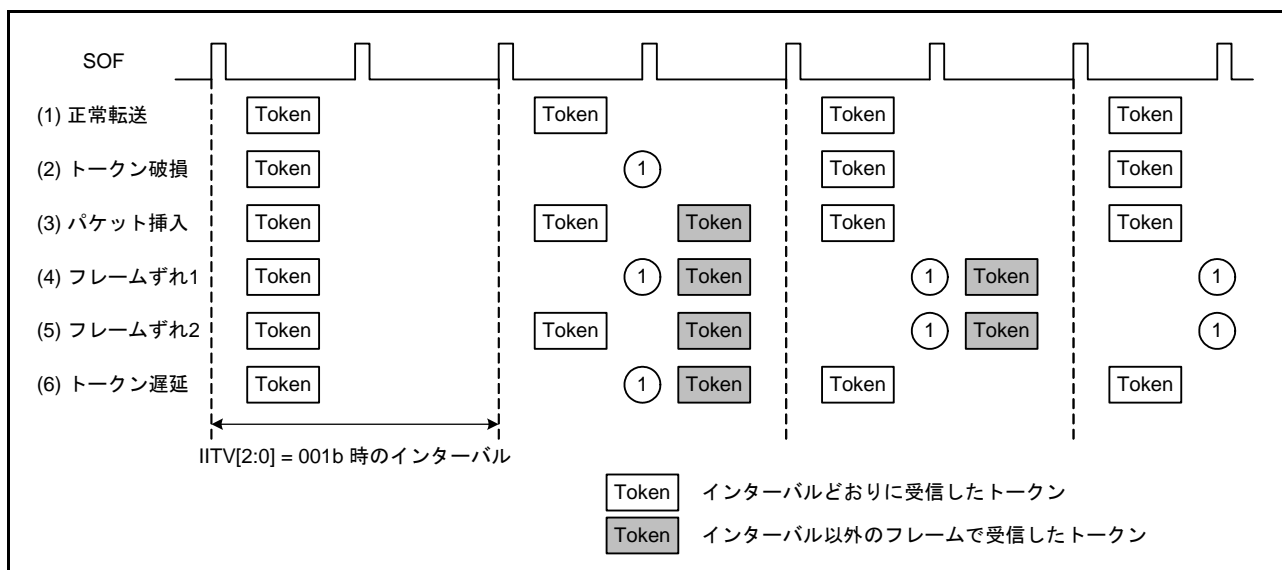 SOF
(1) 正常転送 Token Token Token Token
(2) トークン破損 Token 1 Token Token
(3) パケット挿入 Token Token Token Token Token
(4) フレームずれ1 Token 1 Token 1 Token 1
(5) フレームずれ2 Token Token Token 1 Token 1
(6) トークン遅延 Token 1 Token Token Token
IITV[2:0] = 001b 時のインターバル
Token インターバルどおりに受信したトークン
Token インターバル以外のフレームで受信したトークン